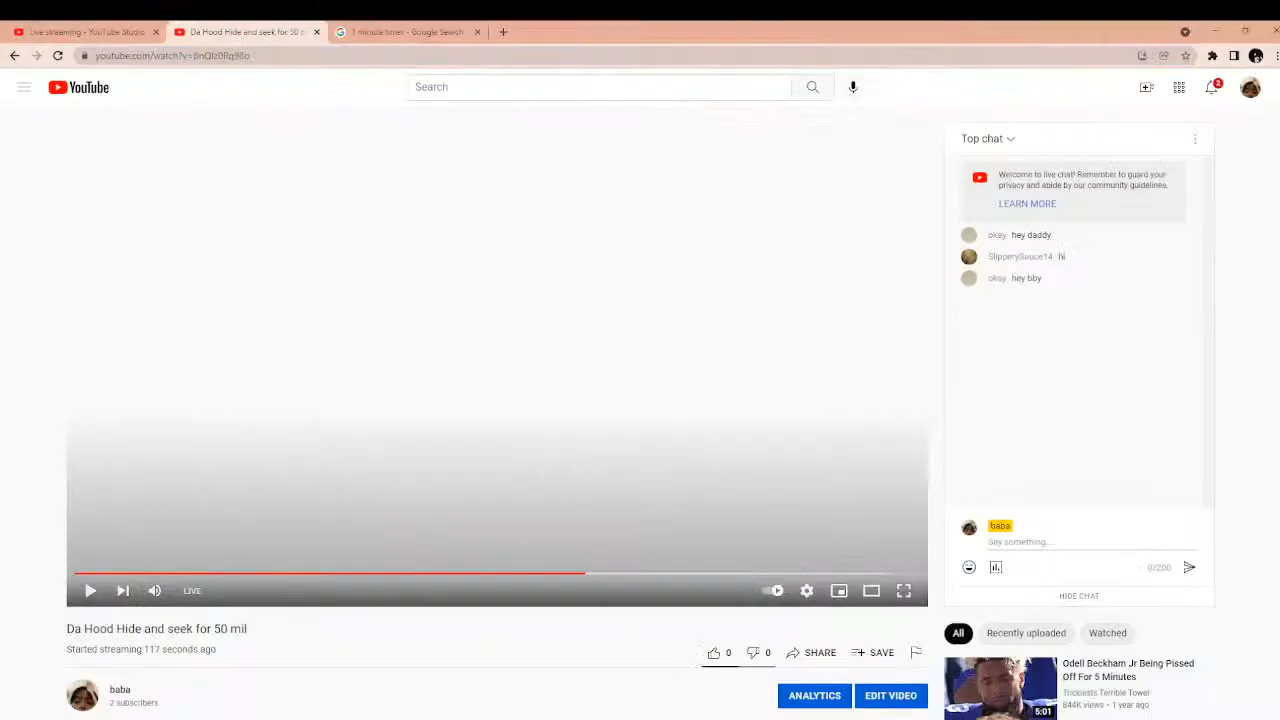 Live streaming - YouTube Studio
Da Hood Hide and seek for 50 m
1 minute timer - Google Search
youtube.com/watch?v=
YouTube
Search
2
Top chat
Welcome to live chat! Remember to guard your
privacy and abide by our community guidelines.
LEARN MORE
okay hey daddy
SlipperySauce14 hi
okay hey bby
baba
Say something...
0/200
HIDE CHAT
LIVE
Da Hood Hide and seek for 50 mil
Started streaming 117 seconds ago
0
0
SHARE
SAVE
baba
2 subscribers
ANALYTICS
EDIT VIDEO
All
Recently uploaded
Watched
Odell Beckham Jr Being Pissed
Off For 5 Minutes
Trickiests Terrible Towel
844K views • 1 year ago
5:01